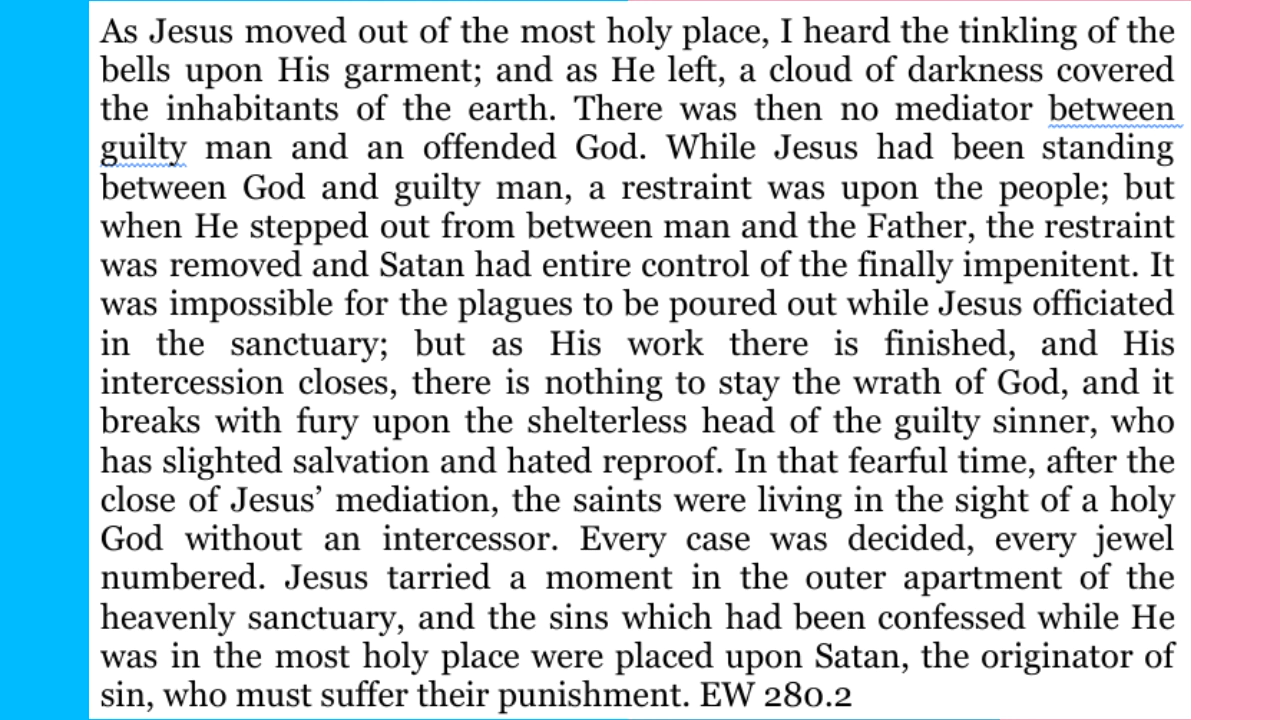 As Jesus moved out of the most holy place, I heard the tinkling of the
bells upon His garment; and as He left, a cloud of darkness covered
the inhabitants of the earth. There was then no mediator between
guilty man and an offended God. While Jesus had been standing
between God and guilty man, a restraint was upon the people; but
when He stepped out from between man and the Father, the restraint
was removed and Satan had entire control of the finally impenitent. It
was impossible for the plagues to be poured out while Jesus officiated
in the sanctuary; but as His work there is finished, and His
intercession closes, there is nothing to stay the wrath of God, and it
breaks with fury upon the shelterless head of the guilty sinner, who
has slighted salvation and hated reproof. In that fearful time, after the
close of Jesus’ mediation, the saints were living in the sight of a holy
God without an intercessor. Every case was decided, every jewel
numbered. Jesus tarried a moment in the outer apartment of the
heavenly sanctuary, and the sins which had been confessed while He
was in the most holy place were placed upon Satan, the originator of
sin, who must suffer their punishment. EW 280.2